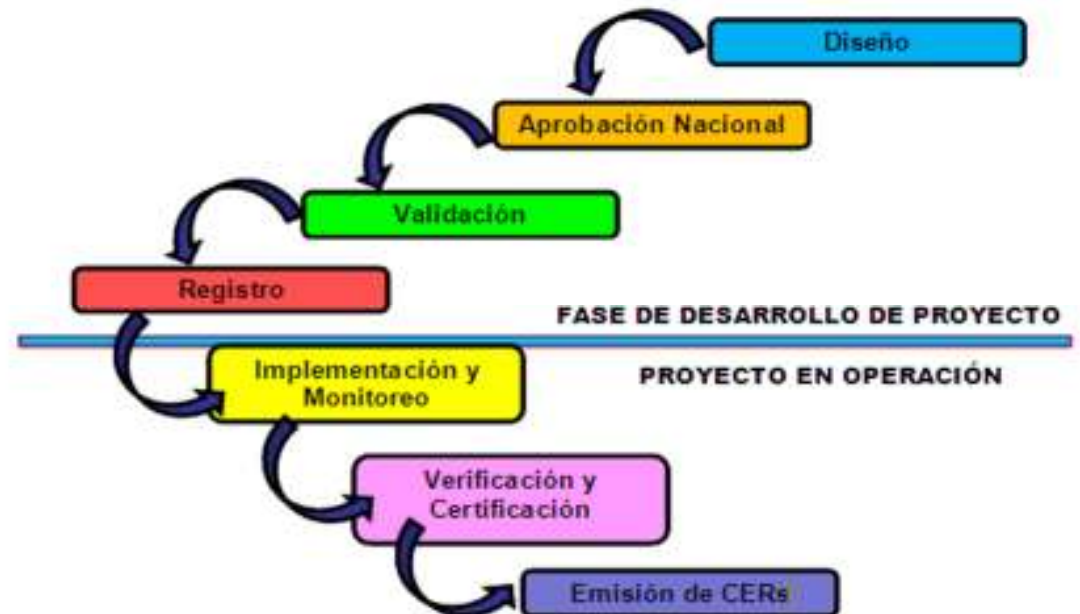 Diseño
Aprobación Nacional
Validación
Registro
FASE DE DESARROLLO DE PROYECTO
Implementación y
Monitoreo
PROYECTO EN OPERACIÓN
Verificación y
Certificación
Emisión de CERs